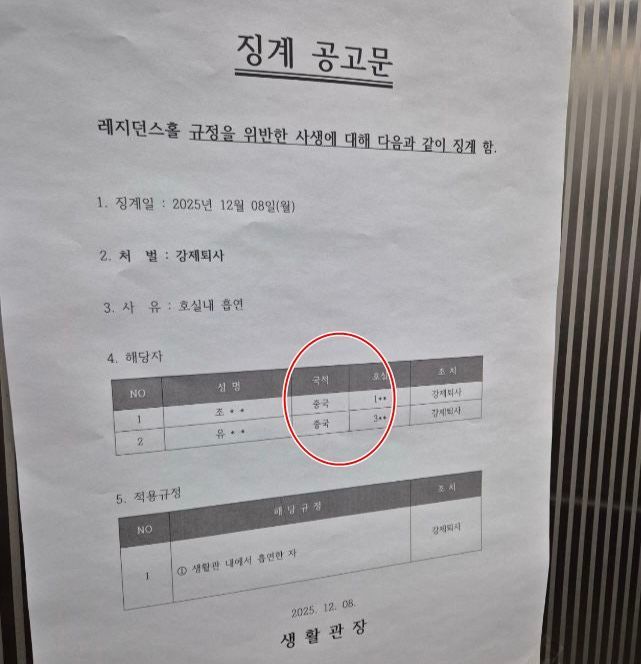 징계 공고문
레지던스홀 규정을 위반한 사생에 대해 다음과 같이 징계 함.
1. 징계일 : 2025년 12월 08일(월)
2. 처 벌 : 강제퇴사
3. 사 유 : 호실내 흡연
4. 해당자
NO 성 명 국적 호실 조 치
1 조 * * 중국 1** 강제퇴사
2 유 * * 중국 3** 강제퇴사
5. 적용규정
NO 해 당 규 정 조 치
1 ① 생활관 내에서 흡연한 자 강제퇴사
2025. 12. 08.
생 활 관 장